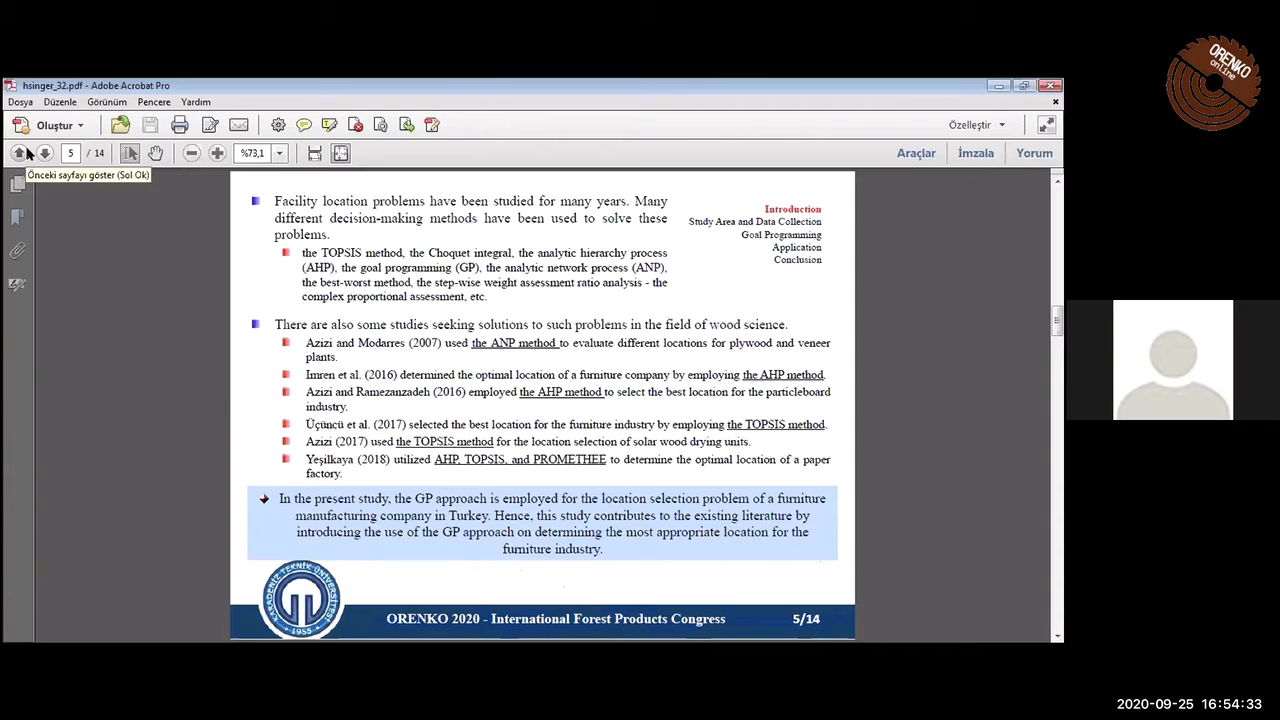 ORENKO
onLine
hsinger_32.pdf - Adobe Acrobat Pro
Dosya Düzenle Görünüm Pencere Yardım
Oluştur
Özelleştir
5 / 14
%73,1
Araçlar İmzala Yorum
Önceki sayfayı göster (Sol Ok)
Facility location problems have been studied for many years. Many
different decision-making methods have been used to solve these
problems.
the TOPSIS method, the Choquet integral, the analytic hierarchy process
(AHP), the goal programming (GP), the analytic network process (ANP),
the best-worst method, the step-wise weight assessment ratio analysis - the
complex proportional assessment, etc.
Introduction
Study Area and Data Collection
Goal Programming
Application
Conclusion
There are also some studies seeking solutions to such problems in the field of wood science.
Azizi and Modarres (2007) used the ANP method to evaluate different locations for plywood and veneer
plants.
Imren et al. (2016) determined the optimal location of a furniture company by employing the AHP method.
Azizi and Ramezanzadeh (2016) employed the AHP method to select the best location for the particleboard
industry.
Üçüncü et al. (2017) selected the best location for the furniture industry by employing the TOPSIS method.
Azizi (2017) used the TOPSIS method for the location selection of solar wood drying units.
Yeşilkaya (2018) utilized AHP, TOPSIS, and PROMETHEE to determine the optimal location of a paper
factory.
In the present study, the GP approach is employed for the location selection problem of a furniture
manufacturing company in Turkey. Hence, this study contributes to the existing literature by
introducing the use of the GP approach on determining the most appropriate location for the
furniture industry.
KARADENİZ TEKNİK ÜNİVERSİTESİ
1955
ORENKO 2020 - International Forest Products Congress
5/14
2020-09-25 16:54:33